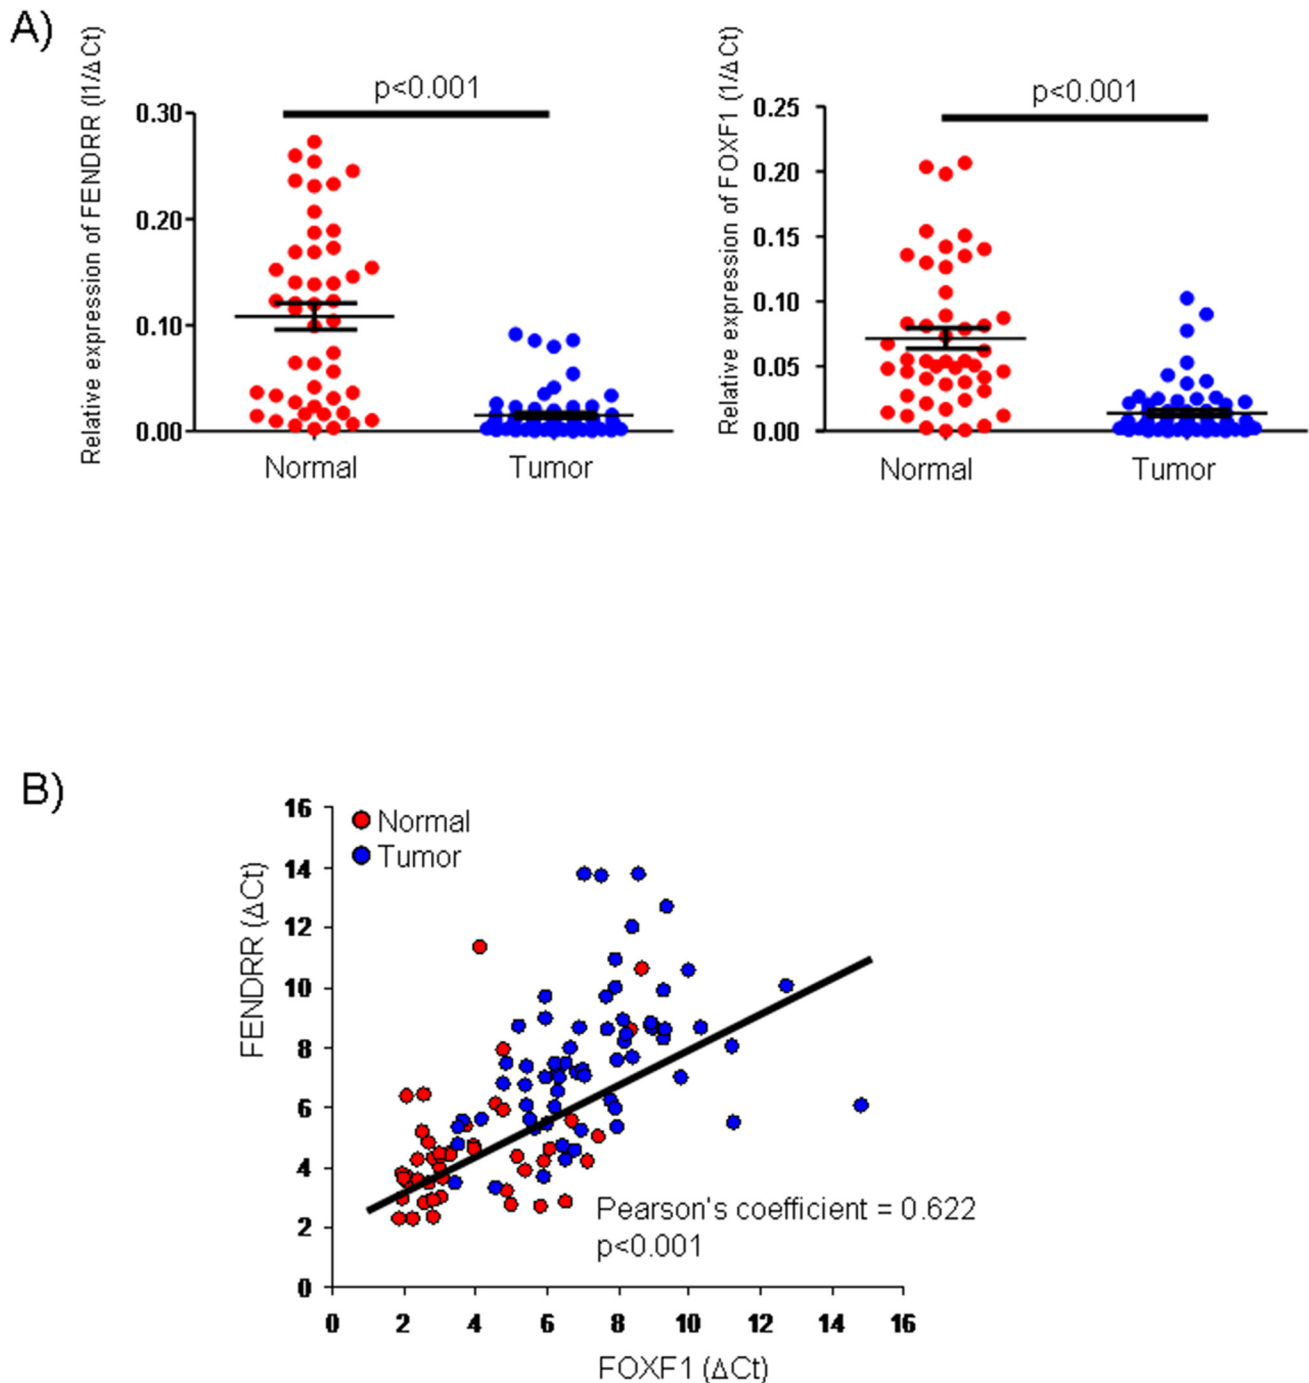 A)
Relative expression of FENDRR (l1/ΔCt)
p<0.001
0.30
0.20
0.10
0.00
Normal
Tumor
Relative expression of FOXF1 (1/ΔCt)
p<0.001
0.25
0.20
0.15
0.10
0.05
0.00
Normal
Tumor
B)
FENDRR (ΔCt)
16
14
12
10
8
6
4
2
0
Normal
Tumor
Pearson's coefficient = 0.622
p<0.001
0 2 4 6 8 10 12 14 16
FOXF1 (ΔCt)